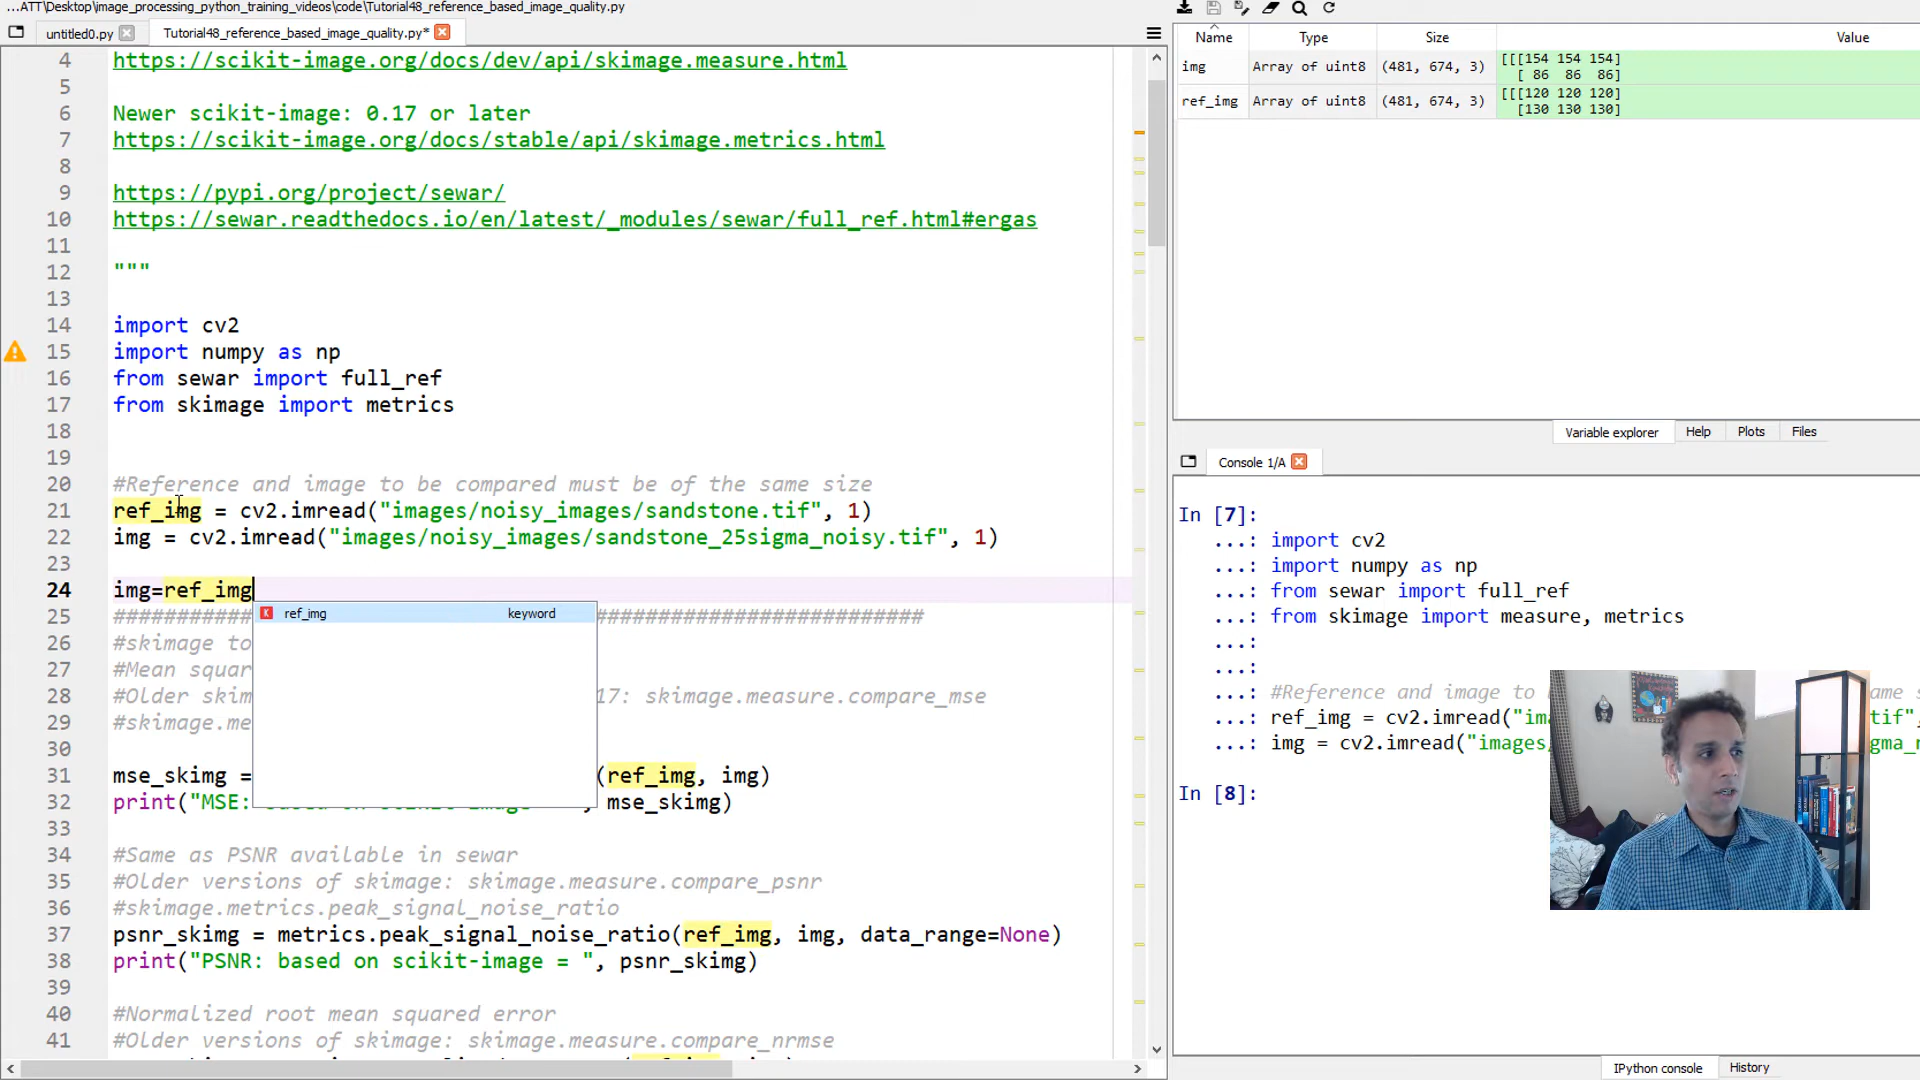 ...ATT\Desktop\image_processing_python_training_videos\code\Tutorial48_reference_based_image_quality.py
untitled0.py
Tutorial48_reference_based_image_quality.py*
4 https://scikit-image.org/docs/dev/api/skimage.measure.html
5
6 Newer scikit-image: 0.17 or later
7 https://scikit-image.org/docs/stable/api/skimage.metrics.html
8
9 https://pypi.org/project/sewar/
10 https://sewar.readthedocs.io/en/latest/_modules/sewar/full_ref.html#ergas
11
12 """
13
14 import cv2
15 import numpy as np
16 from sewar import full_ref
17 from skimage import metrics
18
19
20 #Reference and image to be compared must be of the same size
21 ref_img = cv2.imread("images/noisy_images/sandstone.tif", 1)
22 img = cv2.imread("images/noisy_images/sandstone_25sigma_noisy.tif", 1)
23
24 img=ref_img
ref_img keyword
25 ########### ##########################
26 #skimage to
27 #Mean squar
28 #Older skim 17: skimage.measure.compare_mse
29 #skimage.me
30
31 mse_skimg = (ref_img, img)
32 print("MSE: based on scikit-image = ", mse_skimg)
33
34 #Same as PSNR available in sewar
35 #Older versions of skimage: skimage.measure.compare_psnr
36 #skimage.metrics.peak_signal_noise_ratio
37 psnr_skimg = metrics.peak_signal_noise_ratio(ref_img, img, data_range=None)
38 print("PSNR: based on scikit-image = ", psnr_skimg)
39
40 #Normalized root mean squared error
41 #Older versions of skimage: skimage.measure.compare_nrmse
Name Type Size Value
img Array of uint8 (481, 674, 3) [[[154 154 154]
[ 86 86 86]
ref_img Array of uint8 (481, 674, 3) [[[120 120 120]
[130 130 130]
Variable explorer Help Plots Files
Console 1/A
In [7]:
...: import cv2
...: import numpy as np
...: from sewar import full_ref
...: from skimage import measure, metrics
...:
...:
...: #Reference and image to ame s
...: ref_img = cv2.imread("im tif",
...: img = cv2.imread("images/ gma_n
In [8]:
IPython console History